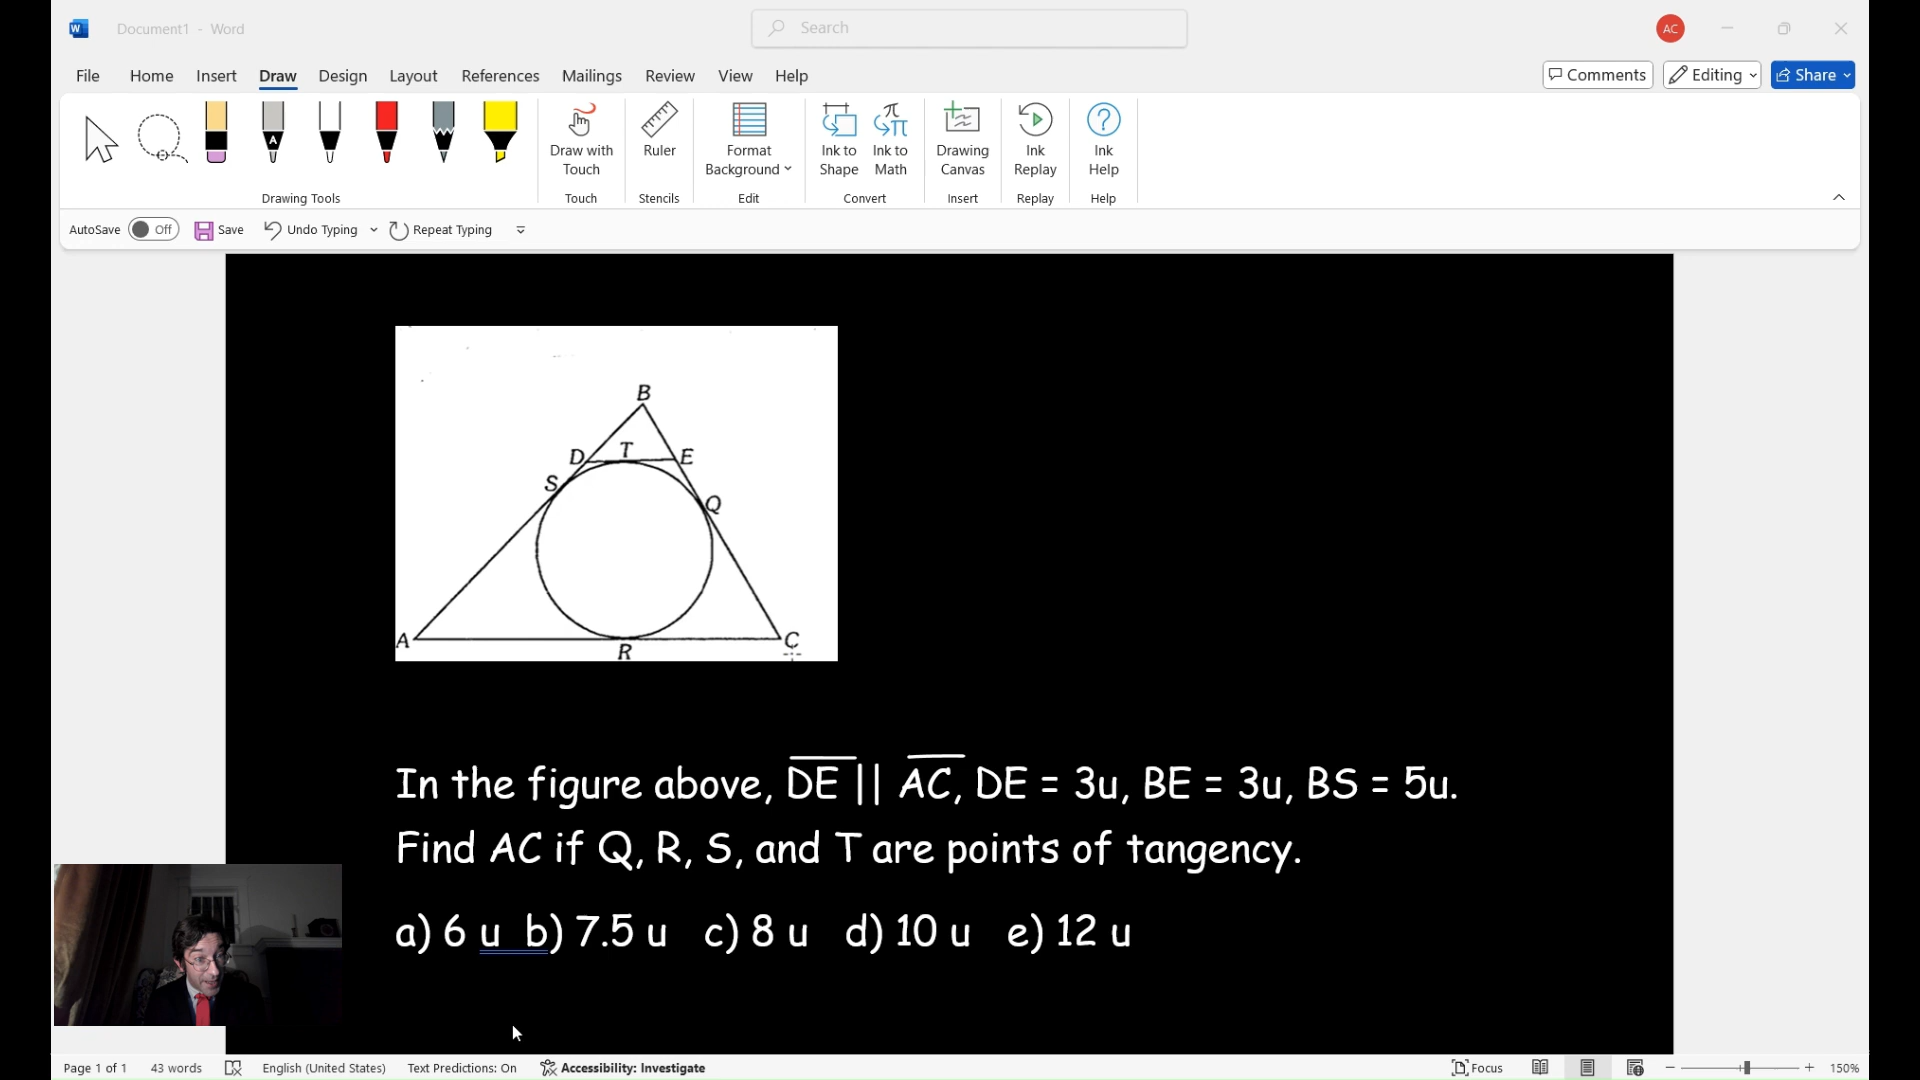 Document1 - Word
Search
AC
File Home Insert Draw Design Layout References Mailings Review View Help
Comments Editing Share
A
Draw with Touch
Ruler
Format Background
Ink to Shape
Ink to Math
Drawing Canvas
Ink Replay
Ink Help
Drawing Tools Touch Stencils Edit Convert Insert Replay Help
AutoSave Off Save Undo Typing Repeat Typing
B
D T E
S
Q
A C
R
In the figure above, DE || AC, DE = 3u, BE = 3u, BS = 5u.
Find AC if Q, R, S, and T are points of tangency.
a) 6 u b) 7.5 u c) 8 u d) 10 u e) 12 u
Page 1 of 1 43 words English (United States) Text Predictions: On Accessibility: Investigate Focus 150%